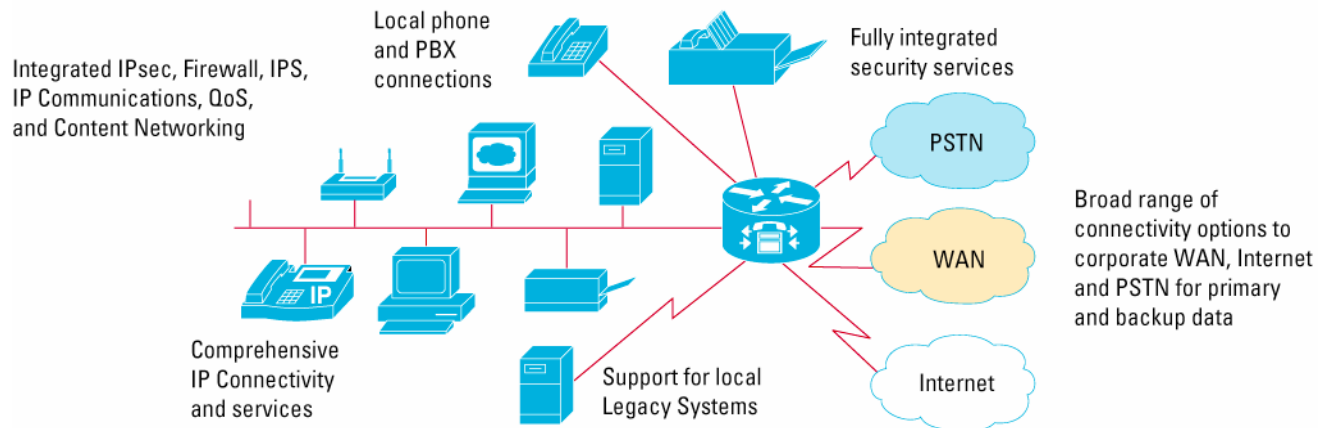 Local phone
and PBX
connections
Fully integrated
security services
Integrated IPsec, Firewall, IPS,
IP Communications, QoS,
and Content Networking
PSTN
Broad range of
connectivity options to
corporate WAN, Internet
and PSTN for primary
and backup data
WAN
IP
Comprehensive
IP Connectivity
and services
Support for local
Legacy Systems
Internet